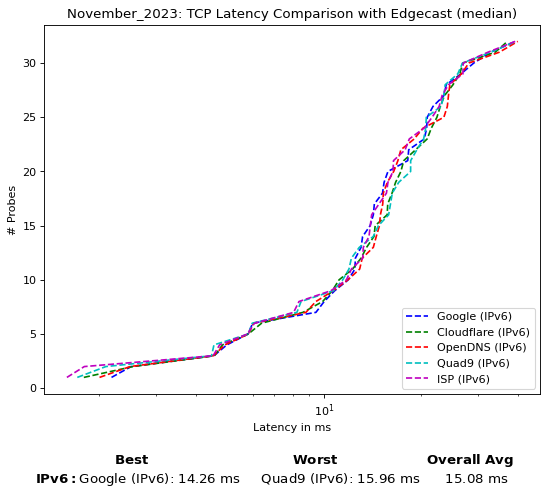 November_2023: TCP Latency Comparison with Edgecast (median)
30
25
20
15
10
5
0
# Probes
10^1
Latency in ms
Google (IPv6)
Cloudflare (IPv6)
OpenDNS (IPv6)
Quad9 (IPv6)
ISP (IPv6)
Best Worst Overall Avg
IPv6: Google (IPv6): 14.26 ms Quad9 (IPv6): 15.96 ms 15.08 ms